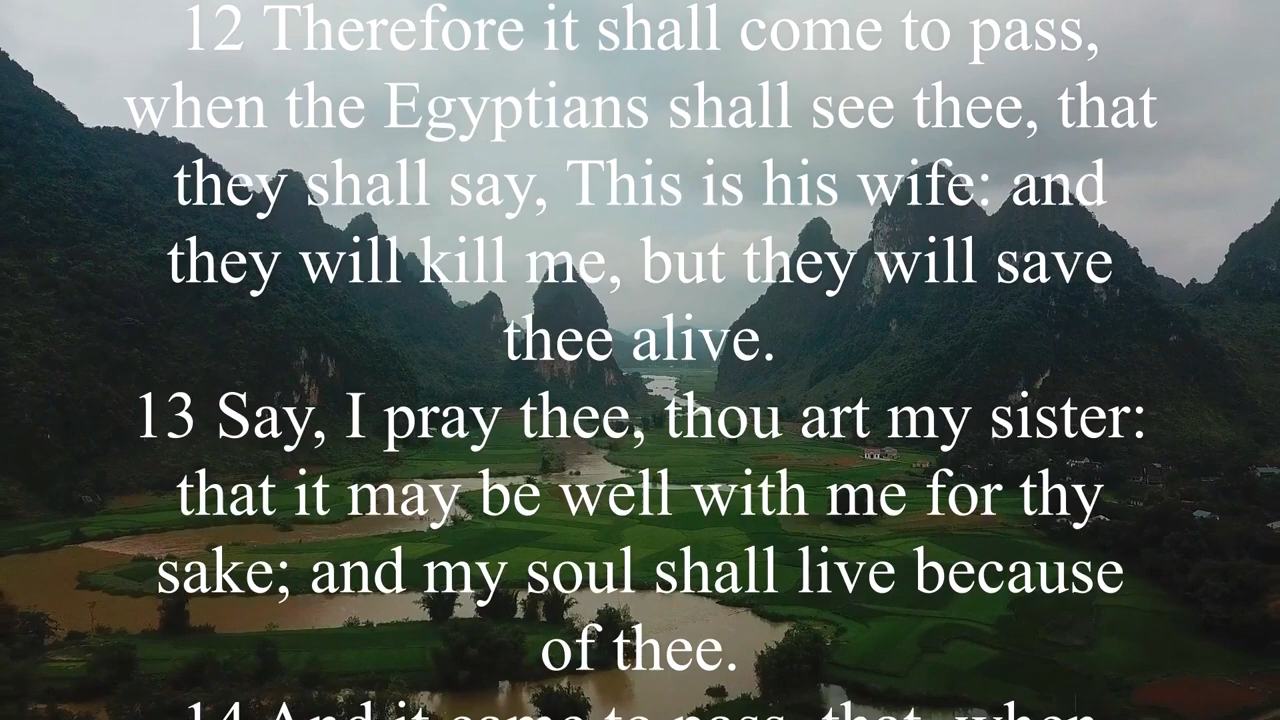 12 Therefore it shall come to pass,
when the Egyptians shall see thee, that
they shall say, This is his wife: and
they will kill me, but they will save
thee alive.
13 Say, I pray thee, thou art my sister:
that it may be well with me for thy
sake; and my soul shall live because
of thee.
14 And it came to pass, that, when